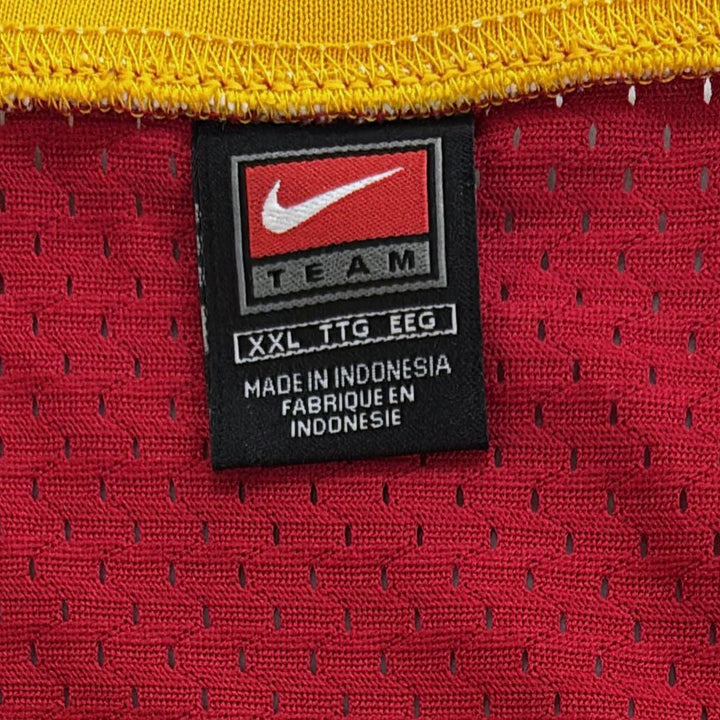 TEAM
XXL TTG EEG
MADE IN INDONESIA
FABRIQUE EN
INDONESIE